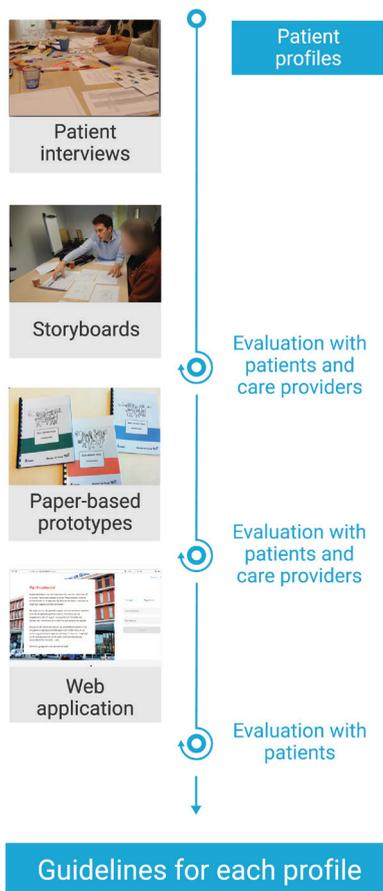 Patient
profiles
Patient
interviews
Storyboards
Evaluation with
patients and
care providers
Paper-based
prototypes
Evaluation with
patients and
care providers
Web
application
Evaluation with
patients
Guidelines for each profile